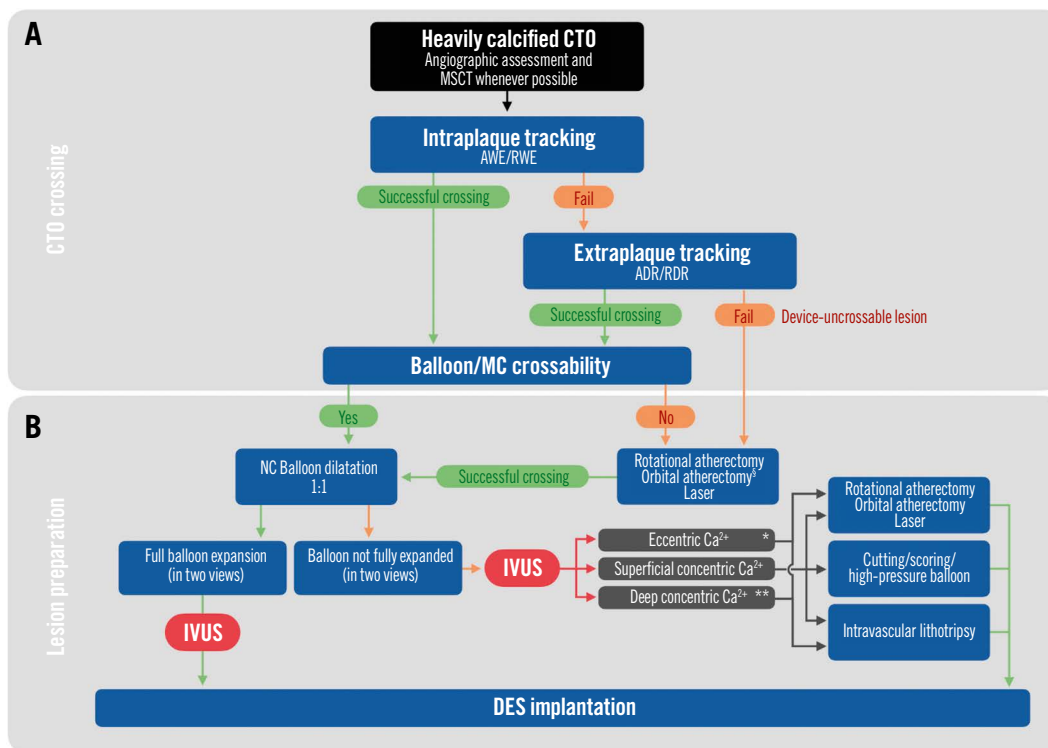 A
Heavily calcified CTO
Angiographic assessment and
MSCT whenever possible
CTO crossing
Intraplaque tracking
AWE/RWE
Successful crossing
Fail
Extraplaque tracking
ADR/RDR
Successful crossing
Fail
Device-uncrossable lesion
Balloon/MC crossability
B
Lesion preparation
Yes
No
NC Balloon dilatation
1:1
Successful crossing
Rotational atherectomy
Orbital atherectomy§
Laser
Full balloon expansion
(in two views)
Balloon not fully expanded
(in two views)
IVUS
IVUS
Eccentric Ca²⁺ *
Superficial concentric Ca²⁺
Deep concentric Ca²⁺ **
Rotational atherectomy
Orbital atherectomy
Laser
Cutting/scoring/
high-pressure balloon
Intravascular lithotripsy
DES implantation